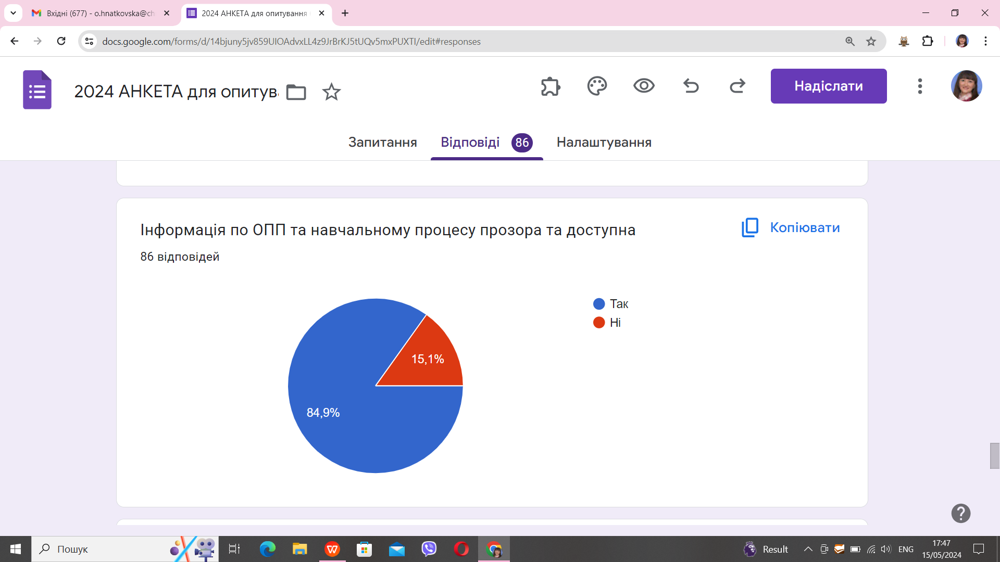 Вхідні (677) - o.hnatkovska@ch
2024 АНКЕТА для опитування
docs.google.com/forms/d/14bjuny5jv859UIOAdvxLL4z9JrBrKJ5tUQv5mxPUXTI/edit#responses
2024 АНКЕТА для опитув
Надіслати
Запитання
Відповіді 86
Налаштування
Інформація по ОПП та навчальному процесу прозора та доступна
Копіювати
86 відповідей
Так
Ні
15,1%
84,9%
Пошук
Result
ENG
17:47
15/05/2024